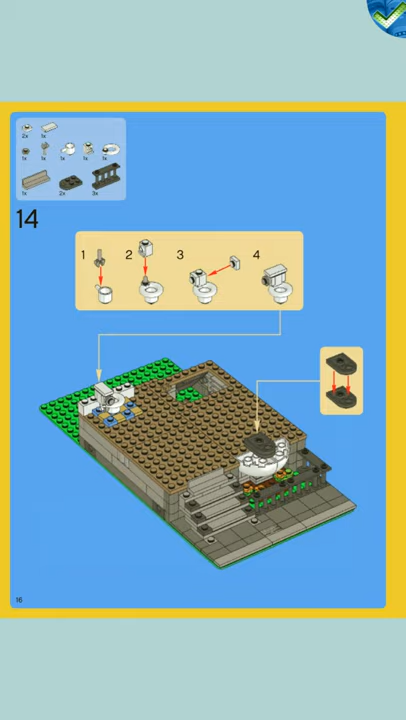 2x 1x
1x 1x 1x 1x 1x
1x 2x 3x
14
1 2 3 4
16